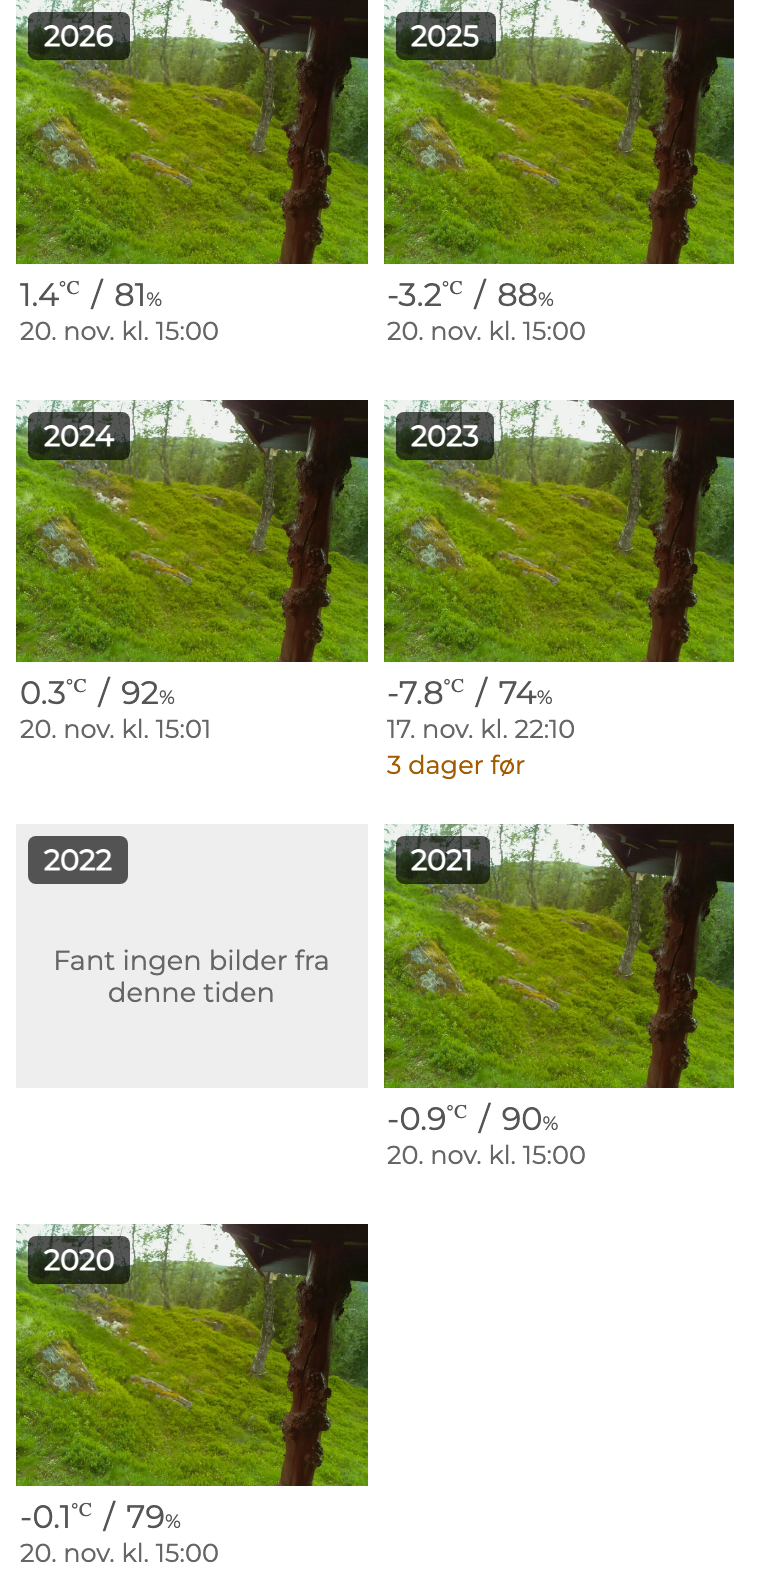 2026
1.4°C / 81%
20. nov. kl. 15:00
2025
-3.2°C / 88%
20. nov. kl. 15:00
2024
0.3°C / 92%
20. nov. kl. 15:01
2023
-7.8°C / 74%
17. nov. kl. 22:10
3 dager før
2022
Fant ingen bilder fra
denne tiden
2021
-0.9°C / 90%
20. nov. kl. 15:00
2020
-0.1°C / 79%
20. nov. kl. 15:00